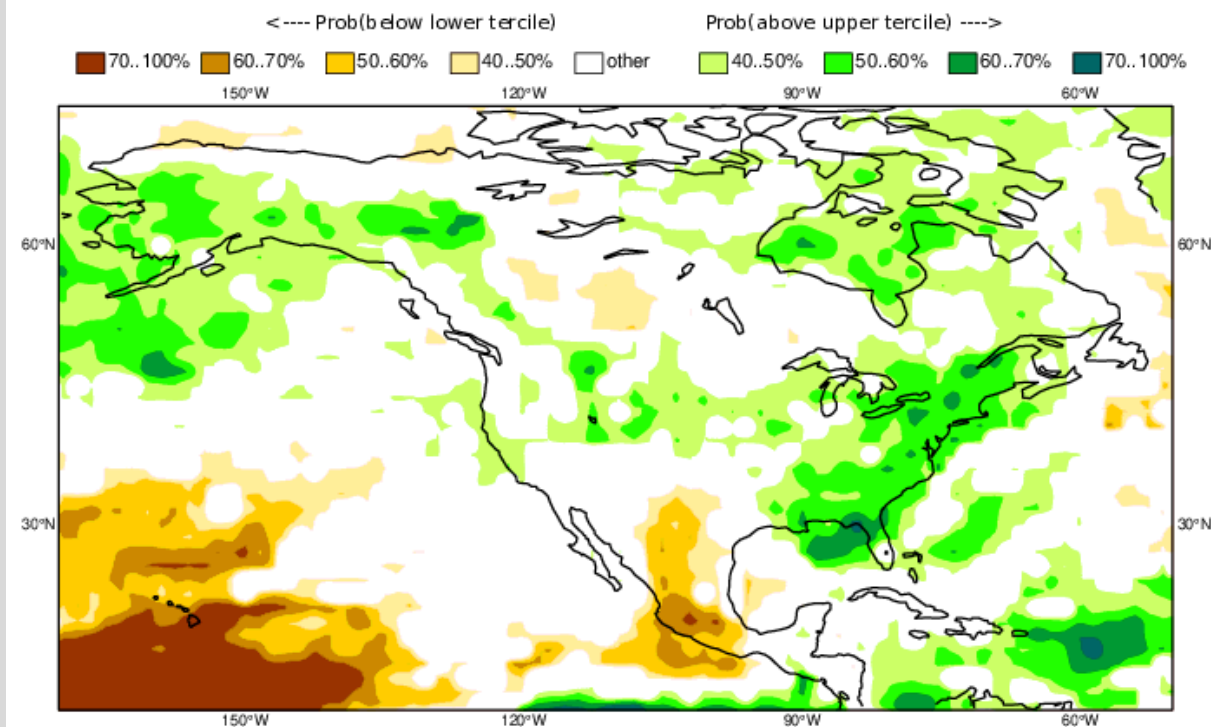 <---- Prob(below lower tercile) Prob(above upper tercile) ---->
70..100% 60..70% 50..60% 40..50% other 40..50% 50..60% 60..70% 70..100%
150°W 120°W 90°W 60°W
60°N 60°N
30°N 30°N
150°W 120°W 90°W 60°W